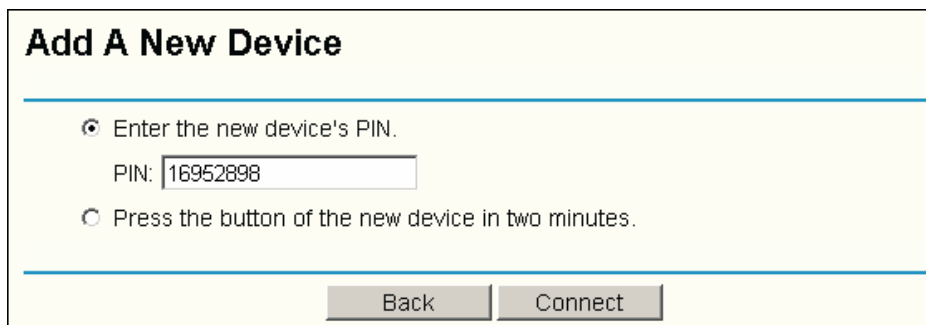 Add A New Device
Enter the new device's PIN.
PIN: 16952898
Press the button of the new device in two minutes.
Back Connect